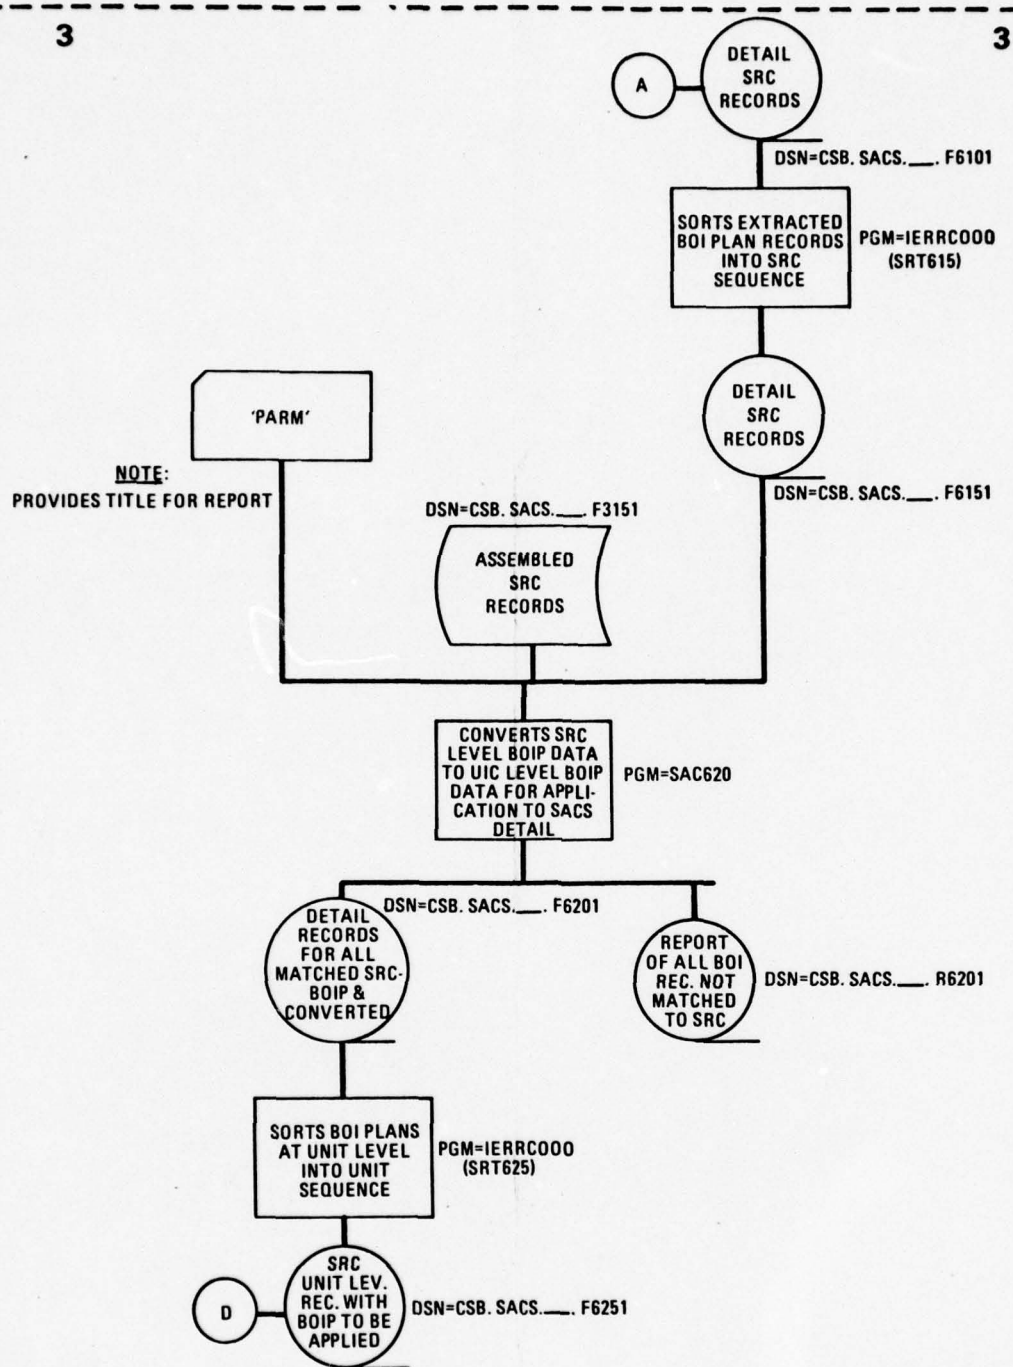 3
3
A
DETAIL
SRC
RECORDS
DSN=CSB. SACS.___. F6101
SORTS EXTRACTED
BOI PLAN RECORDS
INTO SRC
SEQUENCE
PGM=IERRC000
(SRT615)
DETAIL
SRC
RECORDS
DSN=CSB. SACS.___. F6151
'PARM'
NOTE:
PROVIDES TITLE FOR REPORT
DSN=CSB. SACS.___. F3151
ASSEMBLED
SRC
RECORDS
CONVERTS SRC
LEVEL BOIP DATA
TO UIC LEVEL BOIP
DATA FOR APPLI-
CATION TO SACS
DETAIL
PGM=SAC620
DSN=CSB. SACS.___. F6201
DETAIL
RECORDS
FOR ALL
MATCHED SRC-
BOIP &
CONVERTED
REPORT
OF ALL BOI
REC. NOT
MATCHED
TO SRC
DSN=CSB. SACS.___. R6201
SORTS BOI PLANS
AT UNIT LEVEL
INTO UNIT
SEQUENCE
PGM=IERRC000
(SRT625)
D
SRC
UNIT LEV.
REC. WITH
BOIP TO BE
APPLIED
DSN=CSB. SACS.___. F6251